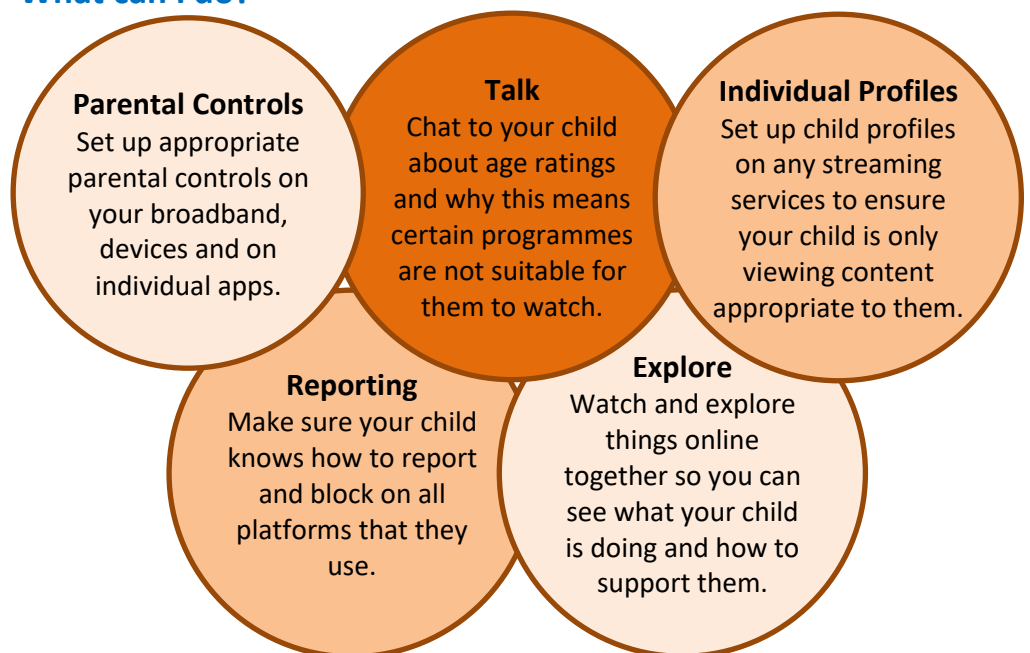 What can I do?
Parental Controls
Set up appropriate
parental controls on
your broadband,
devices and on
individual apps.
Talk
Chat to your child
about age ratings
and why this means
certain programmes
are not suitable for
them to watch.
Individual Profiles
Set up child profiles
on any streaming
services to ensure
your child is only
viewing content
appropriate to them.
Reporting
Make sure your child
knows how to report
and block on all
platforms that they
use.
Explore
Watch and explore
things online
together so you can
see what your child
is doing and how to
support them.